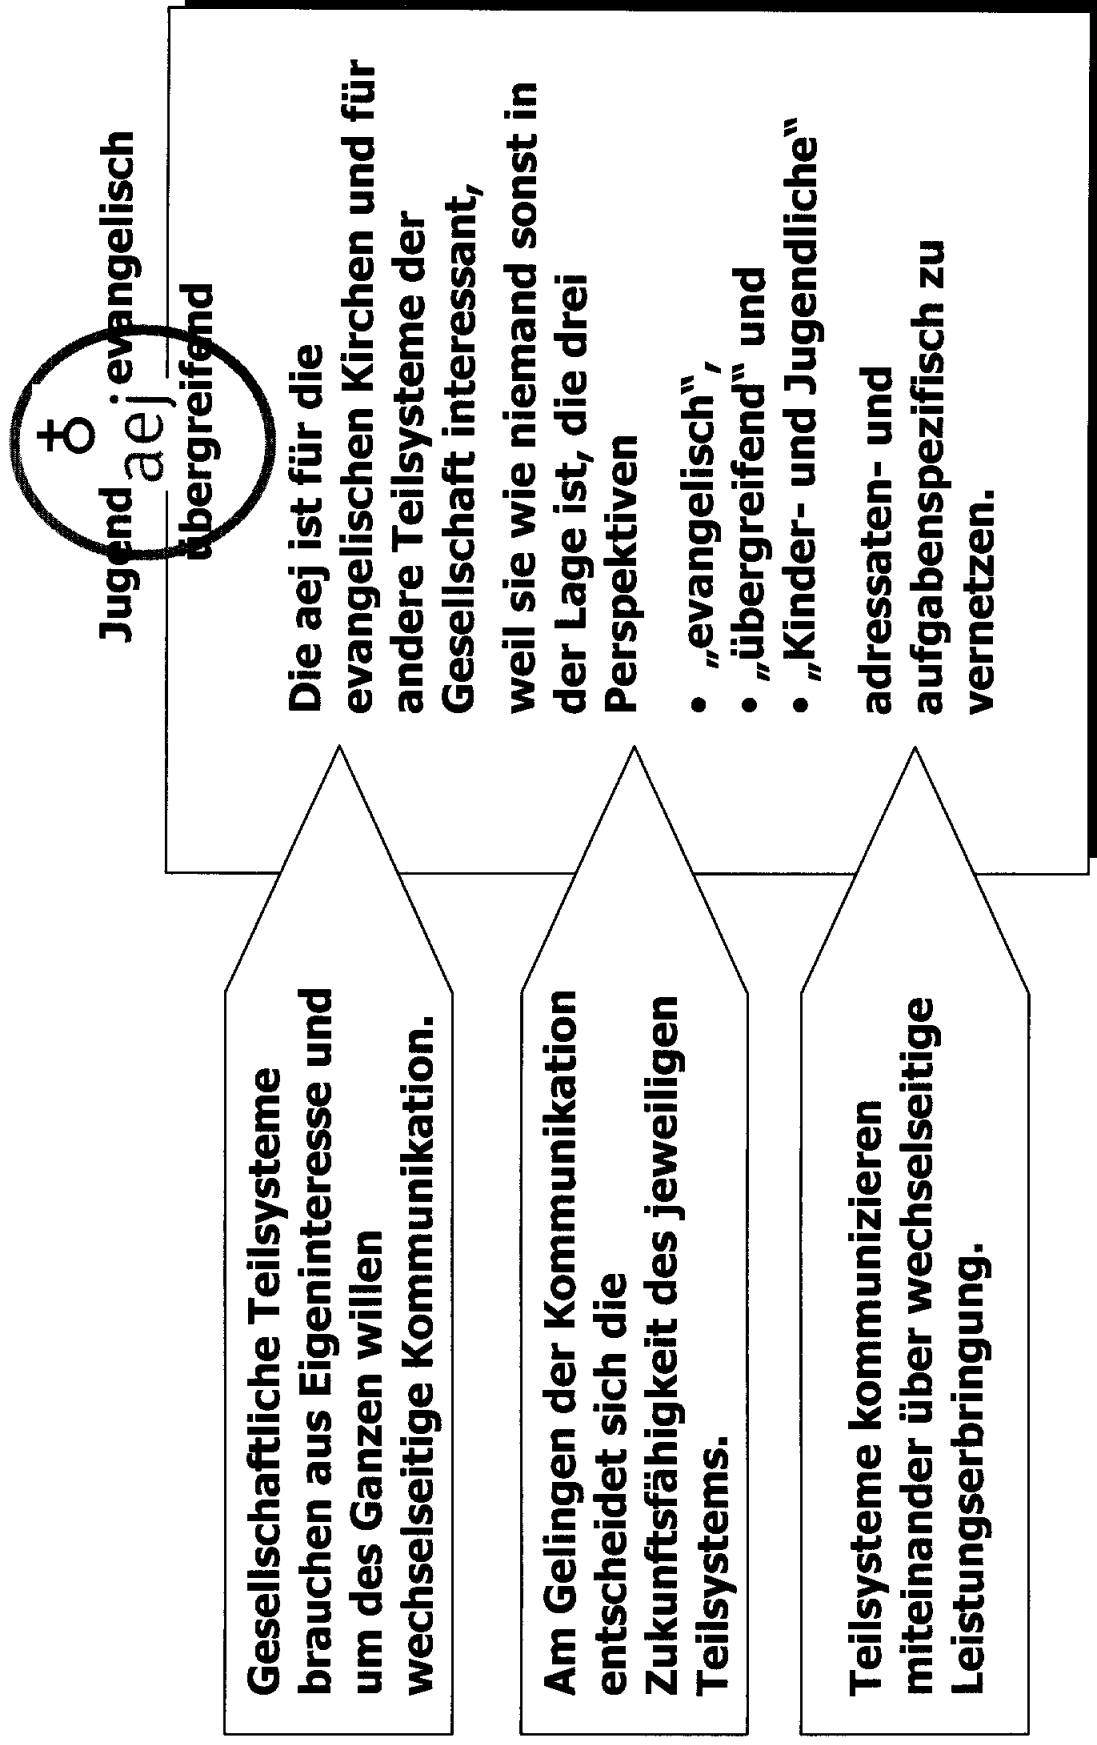 Jugend evangelisch
aej
übergreifend
Gesellschaftliche Teilsysteme
brauchen aus Eigeninteresse und
um des Ganzen willen
wechselseitige Kommunikation.
Am Gelingen der Kommunikation
entscheidet sich die
Zukunftsfähigkeit des jeweiligen
Teilsystems.
Teilsysteme kommunizieren
miteinander über wechselseitige
Leistungserbringung.
Die aej ist für die
evangelischen Kirchen und für
andere Teilsysteme der
Gesellschaft interessant,
weil sie wie niemand sonst in
der Lage ist, die drei
Perspektiven
• „evangelisch“,
• „übergreifend“ und
• „Kinder- und Jugendliche“
adressaten- und
aufgabenspezifisch zu
vernetzen.